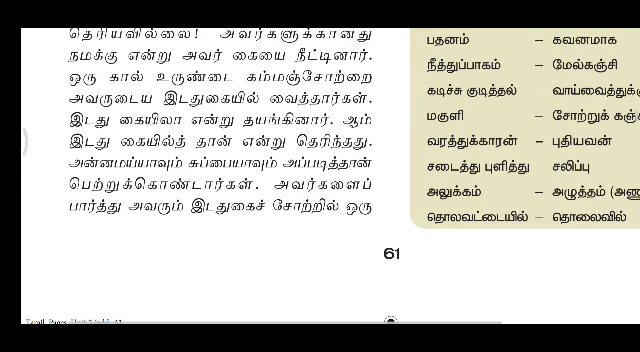 தெரியவில்லை! அவர்களுக்கானது
நமக்கு என்று அவர் கையை நீட்டினார்.
ஒரு கால் உருண்டை கம்மஞ்சோற்றை
அவருடைய இடதுகையில் வைத்தார்கள்.
இடது கையிலா என்று தயங்கினார். ஆம்
இடது கையில்த் தான் என்று தெரிந்தது.
அன்னமய்யாவும் சுப்பையாவும் அப்படித்தான்
பெற்றுக்கொண்டார்கள். அவர்களைப்
பார்த்து அவரும் இடதுகைச் சோற்றில் ஒரு
பதனம் – கவனமாக
நீத்துப்பாகம் – மேல்கஞ்சி
கடிச்சு குடித்தல் வாய்வைத்துக்
மகுளி – சோற்றுக்
வரத்துக்காரன் – புதியவன்
சடைத்து புளித்து சலிப்பு
அலுக்கம் – அழுத்தம்
தொலவட்டையில் – தொலைவில்
61